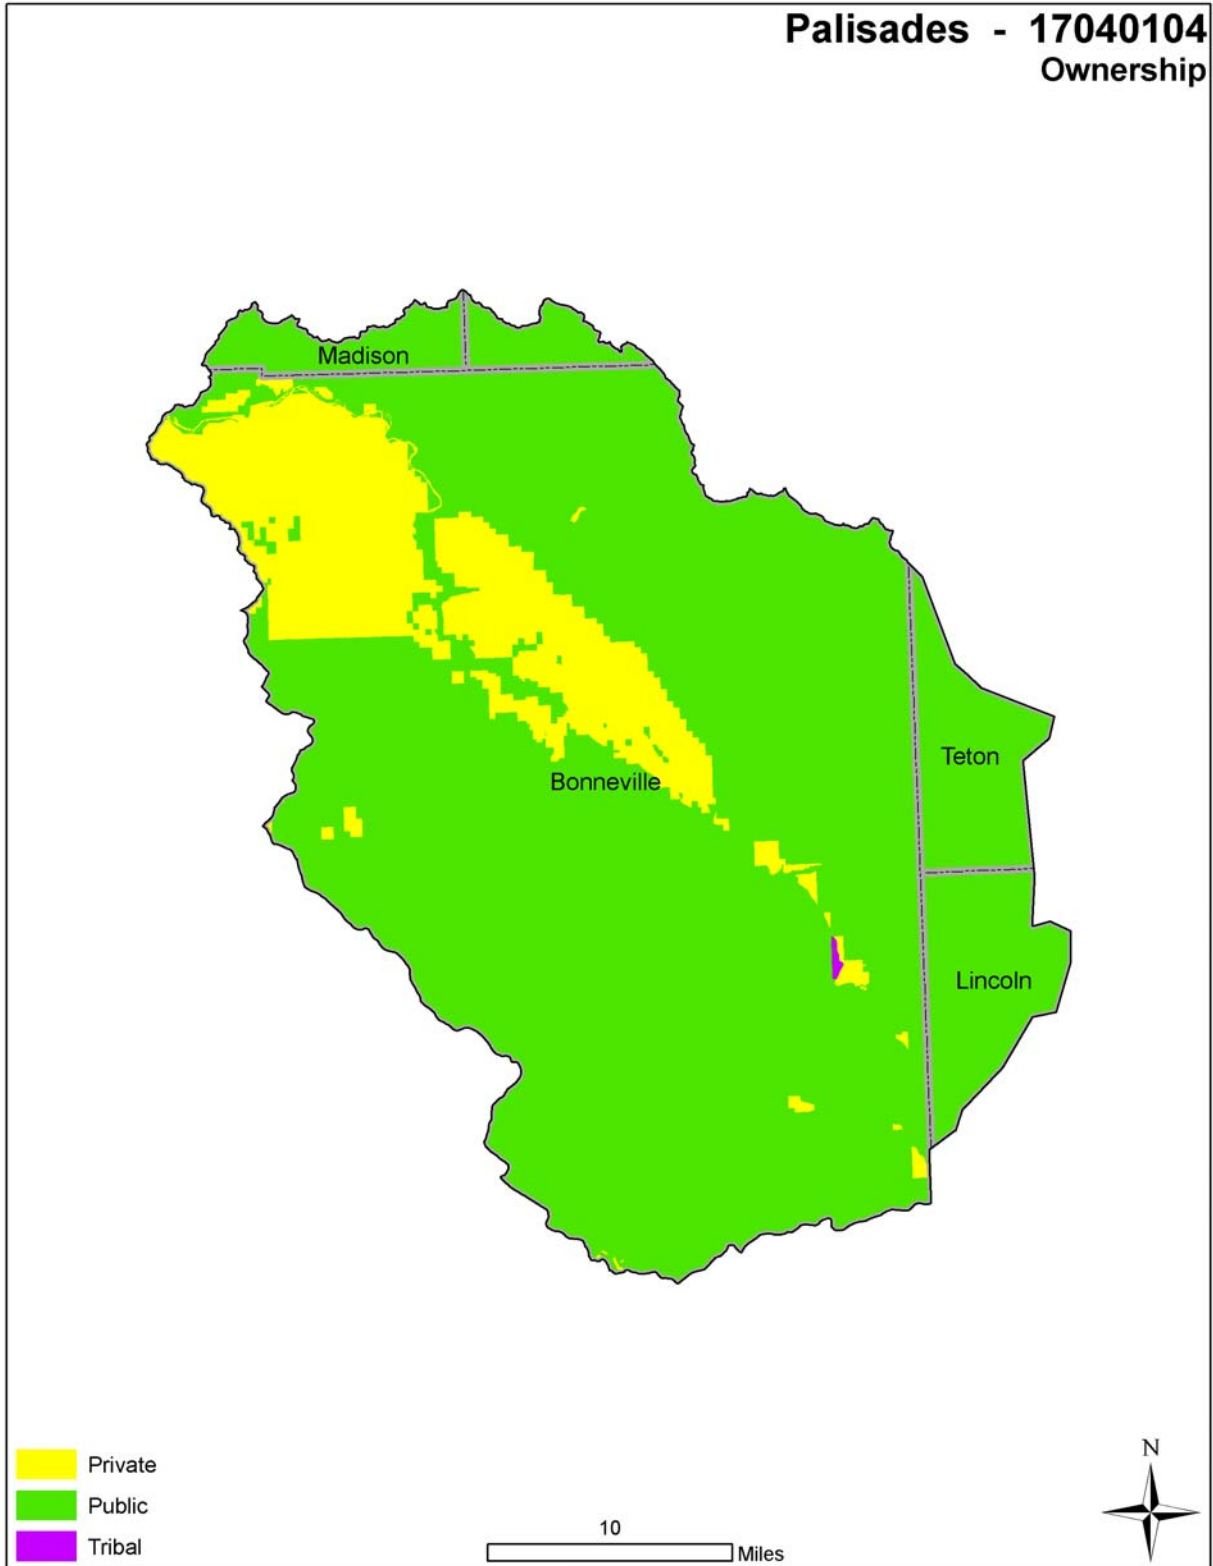 Palisades - 17040104
Ownership
Madison
Teton
Bonneville
Lincoln
Private
Public
Tribal
10
Miles
N